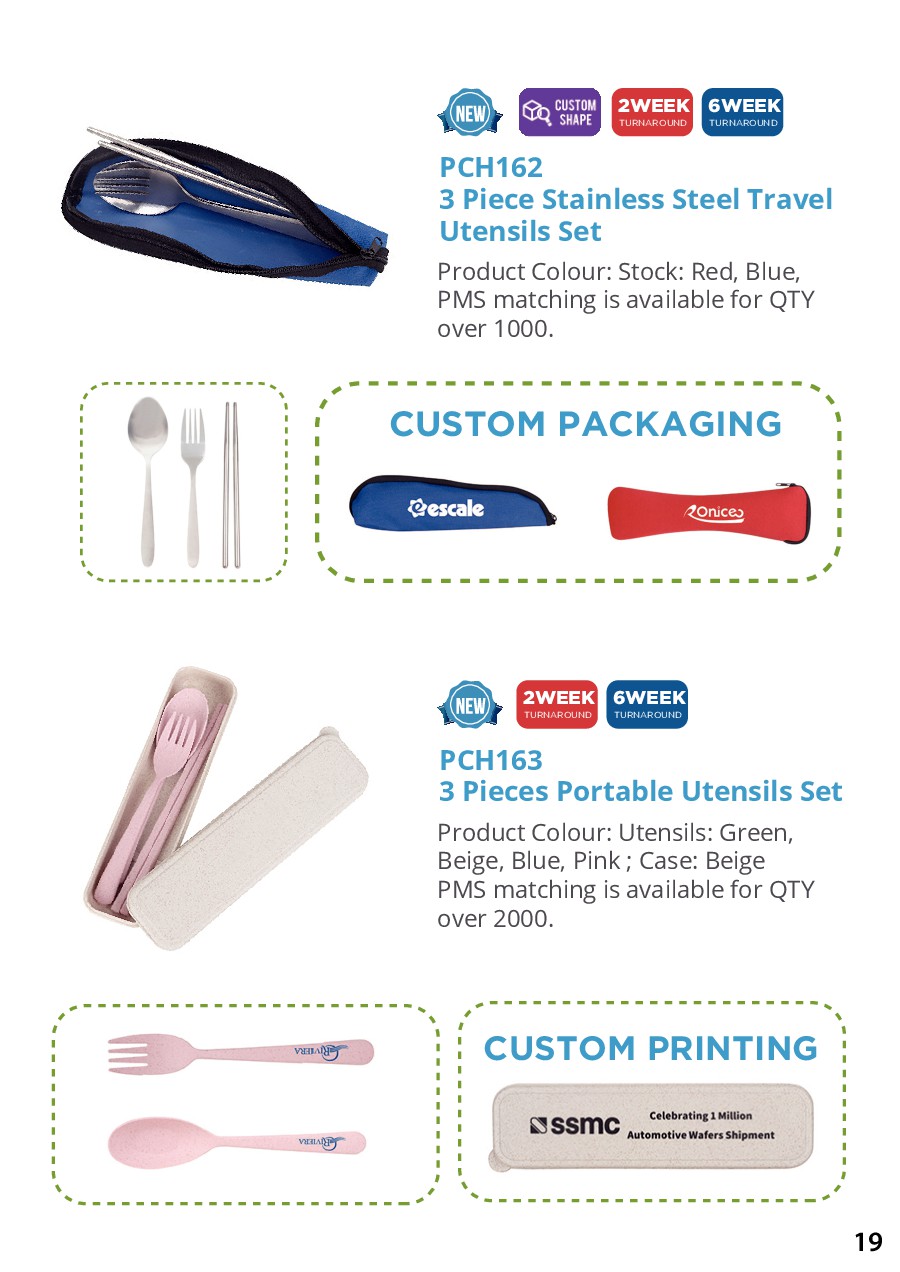 NEW
CUSTOM
SHAPE
2WEEK
TURNAROUND
6WEEK
TURNAROUND
PCH162
3 Piece Stainless Steel Travel
Utensils Set
Product Colour: Stock: Red, Blue,
PMS matching is available for QTY
over 1000.
CUSTOM PACKAGING
escale
Onice
NEW
2WEEK
TURNAROUND
6WEEK
TURNAROUND
PCH163
3 Pieces Portable Utensils Set
Product Colour: Utensils: Green,
Beige, Blue, Pink ; Case: Beige
PMS matching is available for QTY
over 2000.
RIVIERA
RIVIERA
CUSTOM PRINTING
ssmc
Celebrating 1 Million
Automotive Wafers Shipment
19